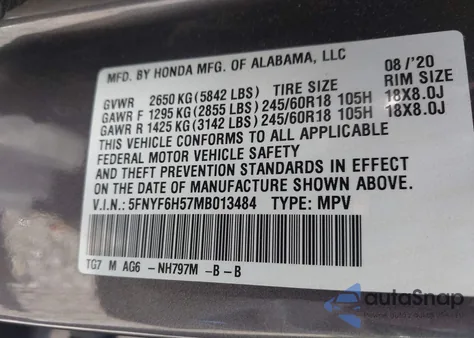 MFD. BY HONDA MFG. OF ALABAMA, LLC 08 /'20
GVWR 2650 KG (5842 LBS) TIRE SIZE RIM SIZE
GAWR F 1295 KG (2855 LBS) 245/60R18 105H 18X8.0J
GAWR R 1425 KG (3142 LBS) 245/60R18 105H 18X8.0J
THIS VEHICLE CONFORMS TO ALL APPLICABLE
FEDERAL MOTOR VEHICLE SAFETY
AND THEFT PREVENTION STANDARDS IN EFFECT
ON THE DATE OF MANUFACTURE SHOWN ABOVE.
V.I.N.: 5FNYF6H57MB013484 TYPE: MPV
TG7 M AG6 -NH797M -B - B
autoSnap